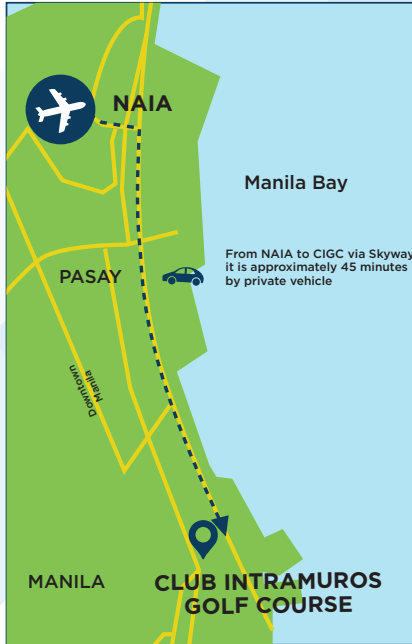 NAIA
Manila Bay
From NAIA to CIGC via Skyway
it is approximately 45 minutes
by private vehicle
PASAY
Downtown
Manila
MANILA
CLUB INTRAMUROS
GOLF COURSE